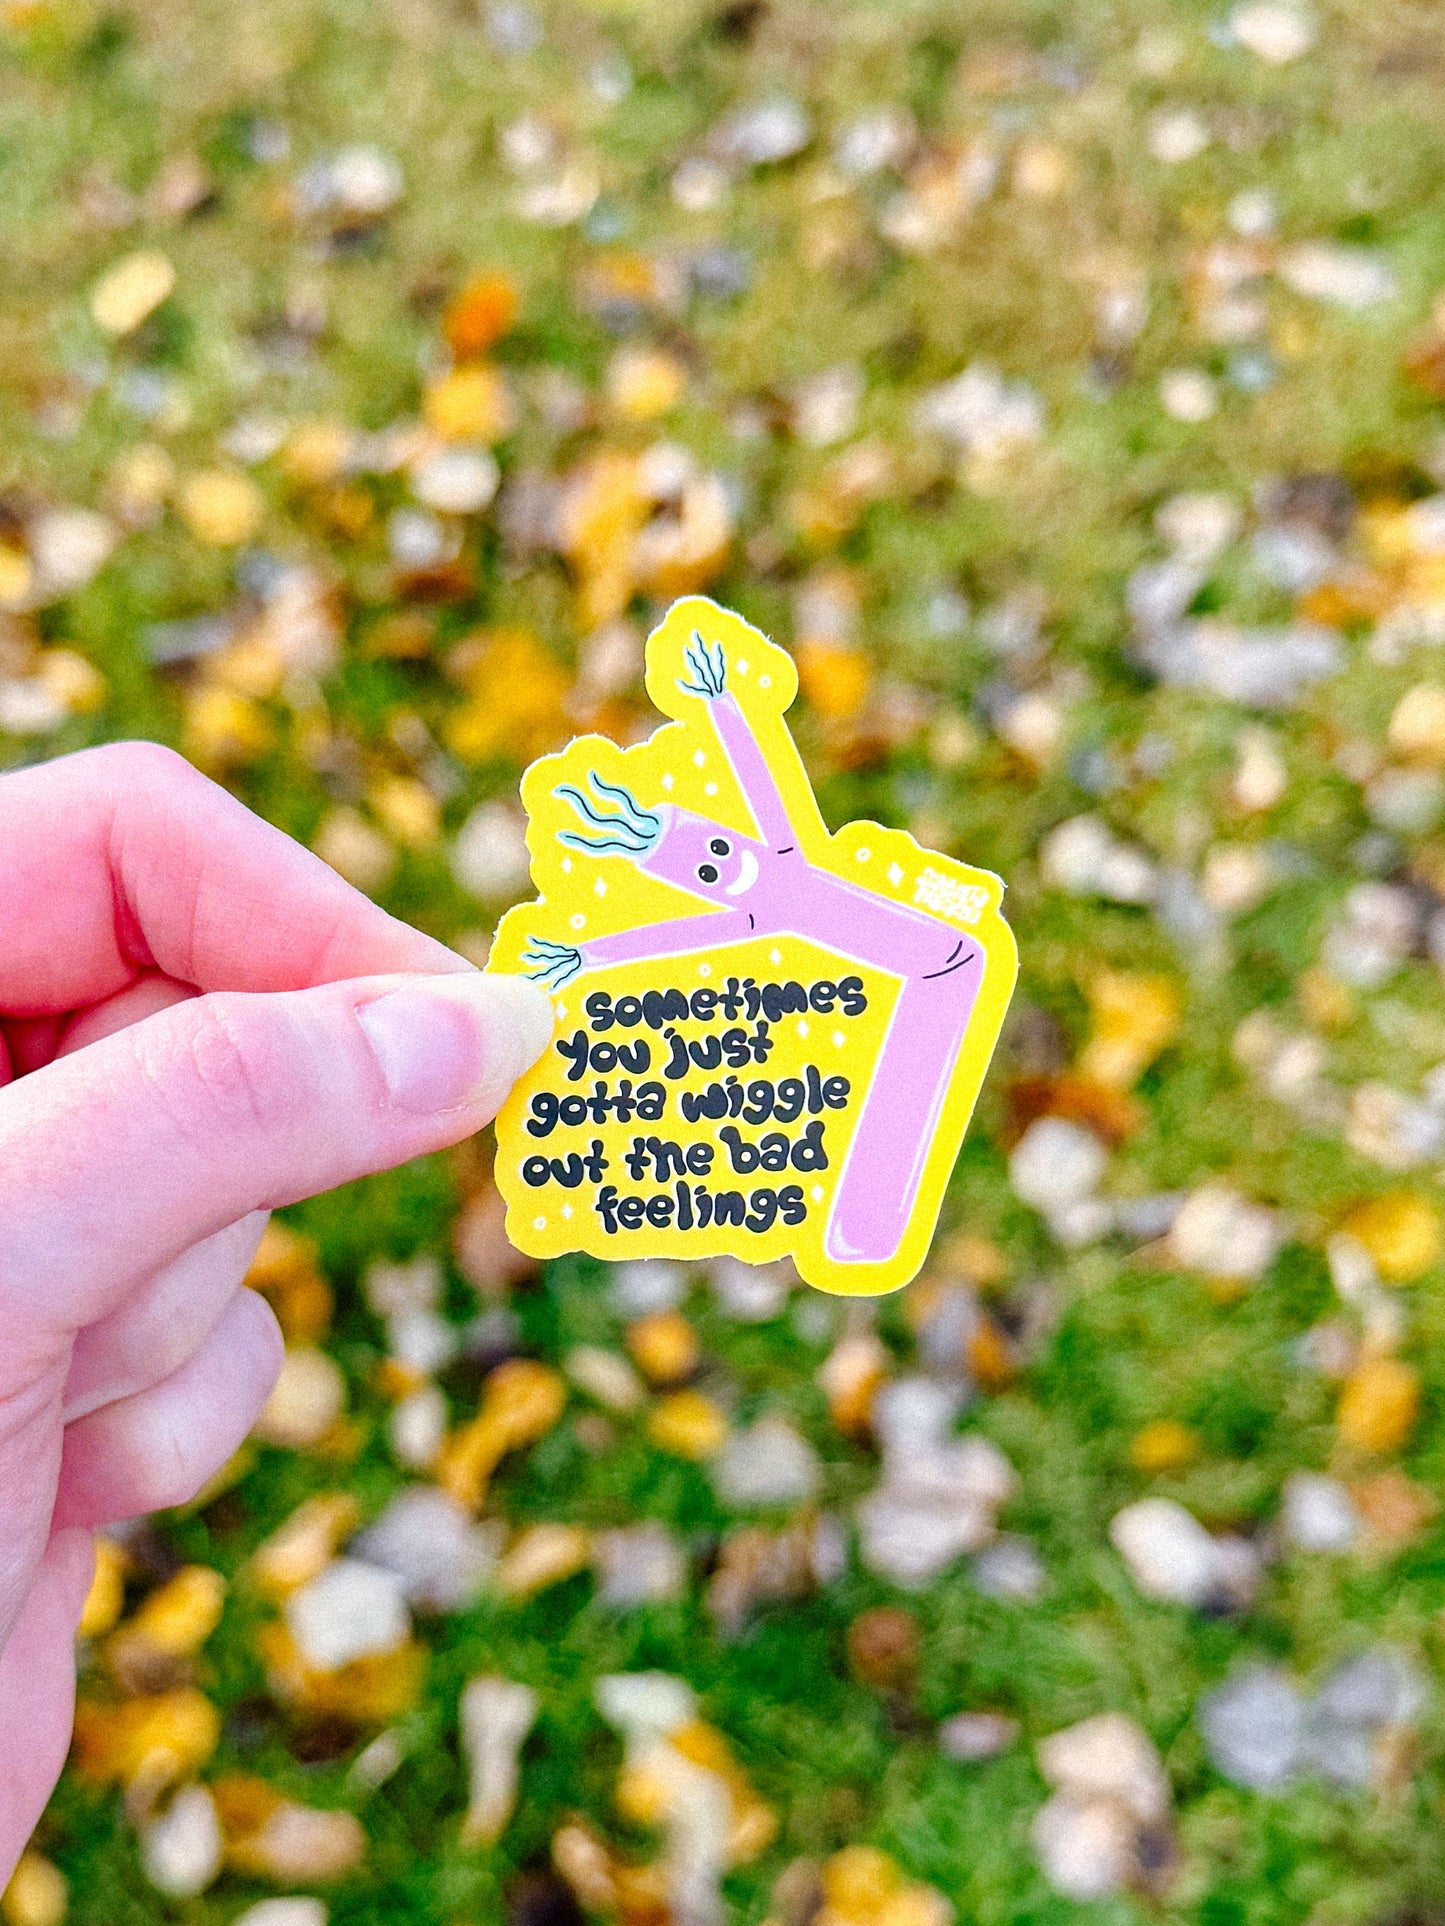 sometimes
you just
gotta wiggle
out the bad
feelings